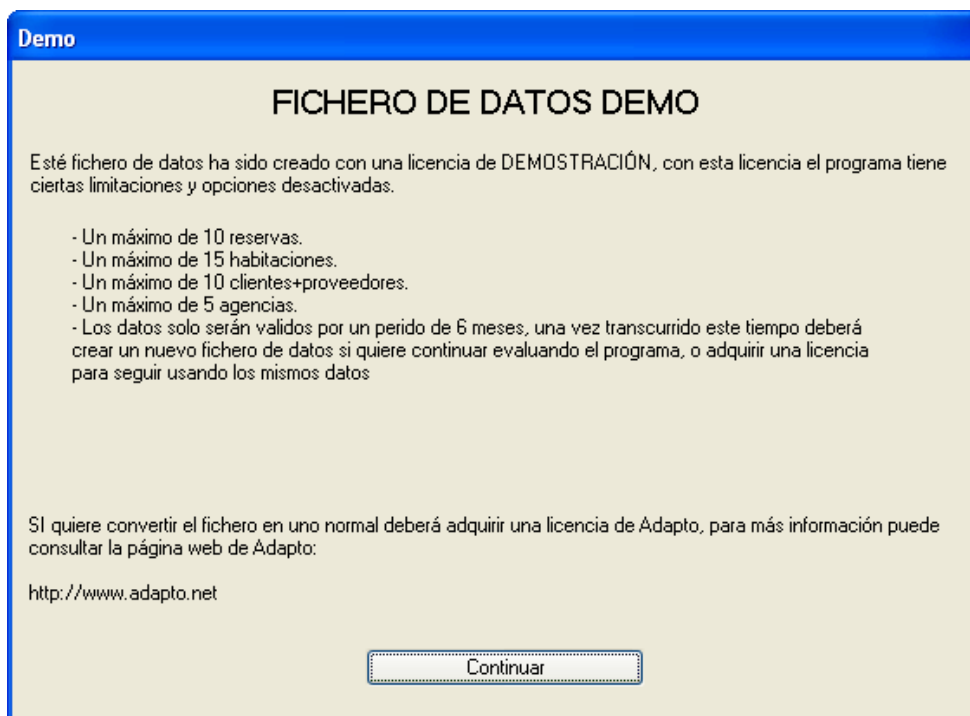 Demo
FICHERO DE DATOS DEMO
Esté fichero de datos ha sido creado con una licencia de DEMOSTRACIÓN, con esta licencia el programa tiene
ciertas limitaciones y opciones desactivadas.
- Un máximo de 10 reservas.
- Un máximo de 15 habitaciones.
- Un máximo de 10 clientes+proveedores.
- Un máximo de 5 agencias.
- Los datos solo serán validos por un perido de 6 meses, una vez transcurrido este tiempo deberá
crear un nuevo fichero de datos si quiere continuar evaluando el programa, o adquirir una licencia
para seguir usando los mismos datos
SI quiere convertir el fichero en uno normal deberá adquirir una licencia de Adapto, para más información puede
consultar la página web de Adapto:
http://www.adapto.net
Continuar